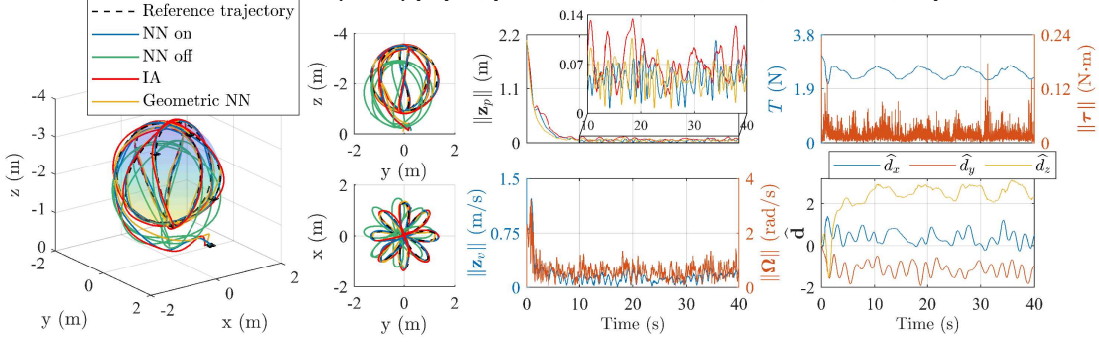 Reference trajectory
NN on
NN off
IA
Geometric NN
-4
-3
-2
-1
0
z (m)
-2
0
2
y (m)
-2
0
2
x (m)
-4
-2
0
z (m)
-2 0 2
y (m)
2
0
-2
x (m)
-2 0 2
y (m)
2.2
1.1
0
||z_p|| (m)
0.14
0.07
0
10 20 30 40
1.5
0.75
0
||z_v|| (m/s)
4
2
0
||Ω|| (rad/s)
0 10 20 30 40
Time (s)
3.8
1.9
0
T (N)
0.24
0.12
0
||τ|| (N·m)
d̂_x d̂_y d̂_z
2
0
-2
d̂
0 10 20 30 40
Time (s)